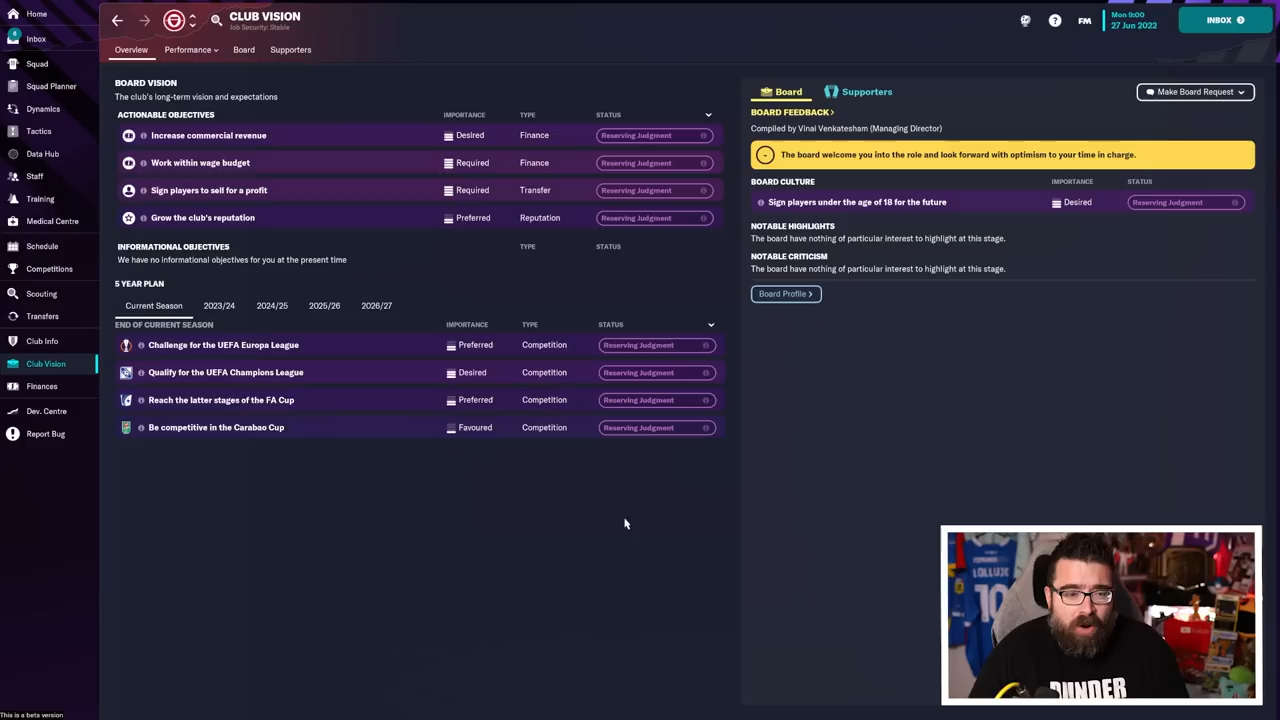 Home
CLUB VISION
Job Security: Stable
FM
Mon 9:00
27 Jun 2022
INBOX
6
Inbox
Squad
Squad Planner
Dynamics
Tactics
Data Hub
Staff
Training
Medical Centre
Schedule
Competitions
Scouting
Transfers
Club Info
Club Vision
Finances
Dev. Centre
Report Bug
This is a beta version
Overview Performance Board Supporters
BOARD VISION
The club's long-term vision and expectations
ACTIONABLE OBJECTIVES IMPORTANCE TYPE STATUS
Increase commercial revenue Desired Finance Reserving Judgment
Work within wage budget Required Finance Reserving Judgment
Sign players to sell for a profit Required Transfer Reserving Judgment
Grow the club's reputation Preferred Reputation Reserving Judgment
INFORMATIONAL OBJECTIVES TYPE STATUS
We have no informational objectives for you at the present time
5 YEAR PLAN
Current Season 2023/24 2024/25 2025/26 2026/27
END OF CURRENT SEASON IMPORTANCE TYPE STATUS
Challenge for the UEFA Europa League Preferred Competition Reserving Judgment
Qualify for the UEFA Champions League Desired Competition Reserving Judgment
Reach the latter stages of the FA Cup Preferred Competition Reserving Judgment
Be competitive in the Carabao Cup Favoured Competition Reserving Judgment
Board Supporters Make Board Request
BOARD FEEDBACK
Compiled by Vinai Venkatesham (Managing Director)
The board welcome you into the role and look forward with optimism to your time in charge.
BOARD CULTURE IMPORTANCE STATUS
Sign players under the age of 18 for the future Desired Reserving Judgment
NOTABLE HIGHLIGHTS
The board have nothing of particular interest to highlight at this stage.
NOTABLE CRITICISM
The board have nothing of particular interest to highlight at this stage.
Board Profile
10
DUNDER